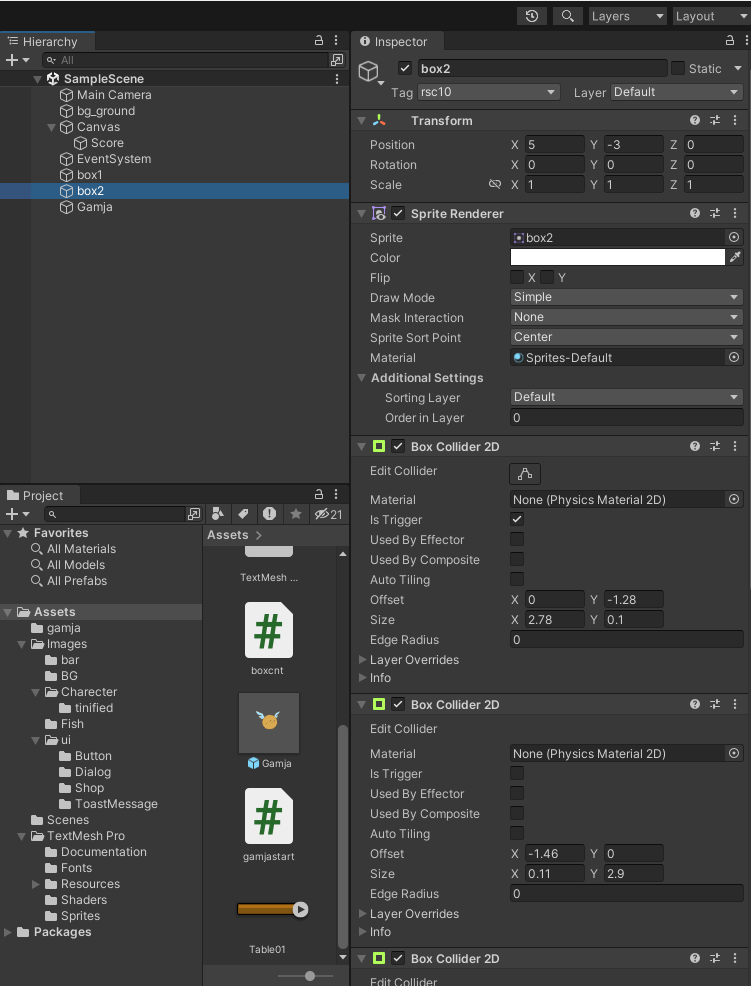 Layers
Layout
Hierarchy
All
SampleScene
Main Camera
bg_ground
Canvas
Score
EventSystem
box1
box2
Gamja
Inspector
box2
Static
Tag rsc10 Layer Default
Transform
Position X 5 Y -3 Z 0
Rotation X 0 Y 0 Z 0
Scale X 1 Y 1 Z 1
Sprite Renderer
Sprite box2
Color
Flip X Y
Draw Mode Simple
Mask Interaction None
Sprite Sort Point Center
Material Sprites-Default
Additional Settings
Sorting Layer Default
Order in Layer 0
Box Collider 2D
Edit Collider
Material None (Physics Material 2D)
Is Trigger
Used By Effector
Used By Composite
Auto Tiling
Offset X 0 Y -1.28
Size X 2.78 Y 0.1
Edge Radius 0
Layer Overrides
Info
Box Collider 2D
Edit Collider
Material None (Physics Material 2D)
Is Trigger
Used By Effector
Used By Composite
Auto Tiling
Offset X -1.46 Y 0
Size X 0.11 Y 2.9
Edge Radius 0
Layer Overrides
Info
Box Collider 2D
Edit Collider
Project
21
Favorites
All Materials
All Models
All Prefabs
Assets
gamja
Images
bar
BG
Charecter
tinified
Fish
ui
Button
Dialog
Shop
ToastMessage
Scenes
TextMesh Pro
Documentation
Fonts
Resources
Shaders
Sprites
Packages
Assets
TextMesh ...
boxcnt
Gamja
gamjastart
Table01